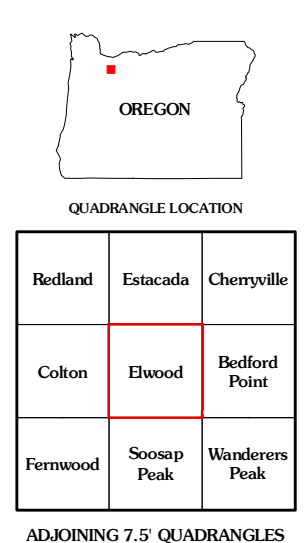 OREGON
QUADRANGLE LOCATION
Redland
Estacada
Cherryville
Colton
Elwood
Bedford
Point
Fernwood
Soosap
Peak
Wanderers
Peak
ADJOINING 7.5' QUADRANGLES